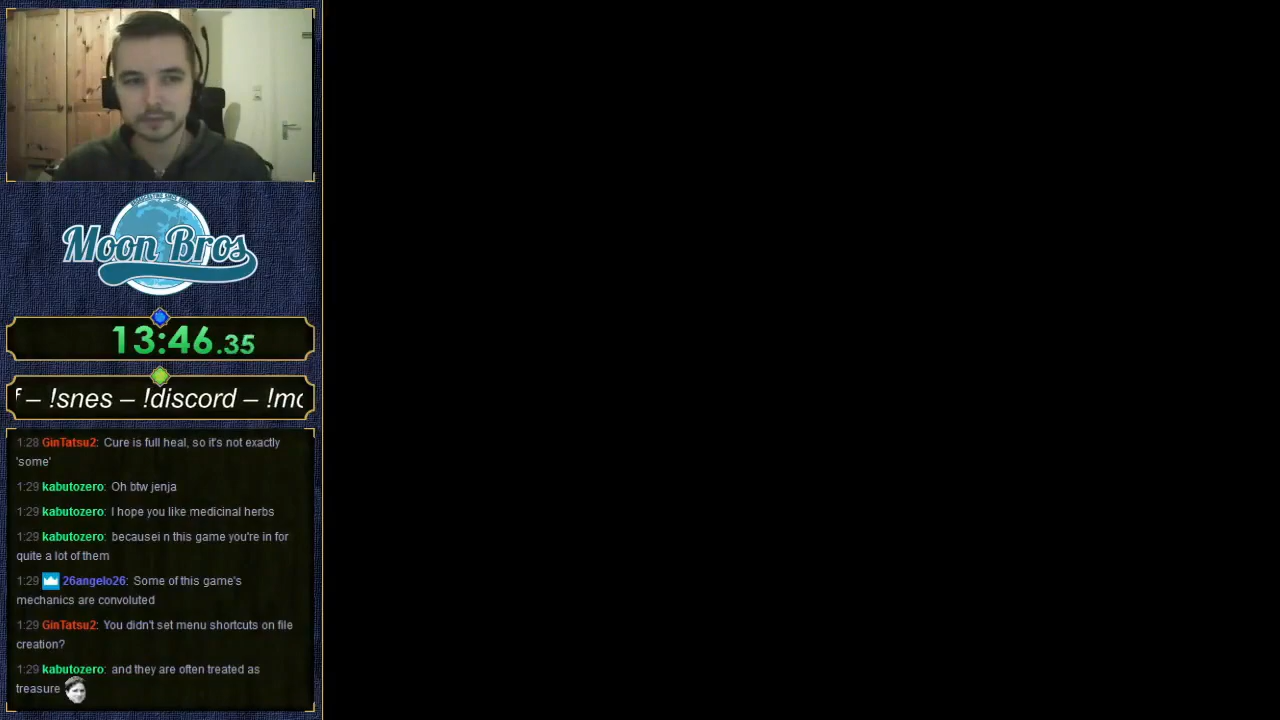 Moon Bros
13:46.35
– !snes – !discord –
1:28 GinTatsu2: Cure is full heal, so it's not exactly
'some'
1:29 kabutozero: Oh btw jenja
1:29 kabutozero: I hope you like medicinal herbs
1:29 kabutozero: becausei n this game you're in for
quite a lot of them
1:29 26angelo26: Some of this game's
mechanics are convoluted
1:29 GinTatsu2: You didn't set menu shortcuts on file
creation?
1:29 kabutozero: and they are often treated as
treasure